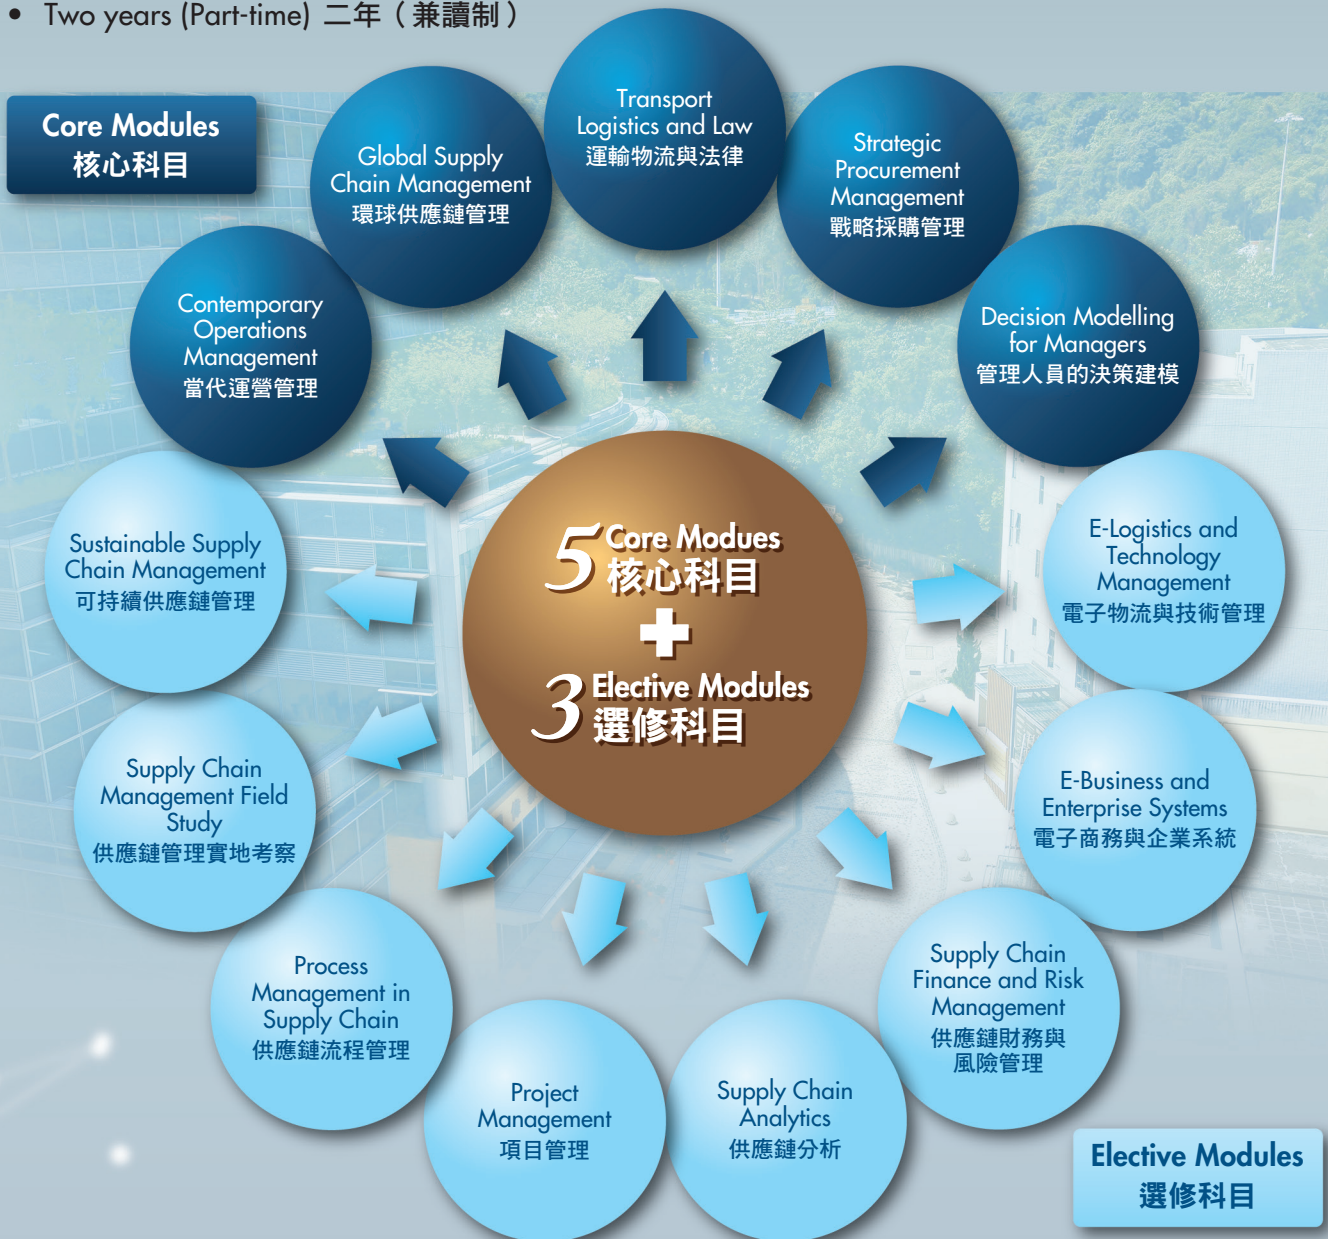 • Two years (Part-time) 二年（兼讀制）
Core Modules
核心科目
Transport
Logistics and Law
運輸物流與法律
Global Supply
Chain Management
環球供應鏈管理
Strategic
Procurement
Management
戰略採購管理
Contemporary
Operations
Management
當代運營管理
Decision Modelling
for Managers
管理人員的決策建模
Sustainable Supply
Chain Management
可持續供應鏈管理
5 Core Modues
核心科目
+
3 Elective Modules
選修科目
E-Logistics and
Technology
Management
電子物流與技術管理
Supply Chain
Management Field
Study
供應鏈管理實地考察
E-Business and
Enterprise Systems
電子商務與企業系統
Process
Management in
Supply Chain
供應鏈流程管理
Supply Chain
Finance and Risk
Management
供應鏈財務與
風險管理
Project
Management
項目管理
Supply Chain
Analytics
供應鏈分析
Elective Modules
選修科目